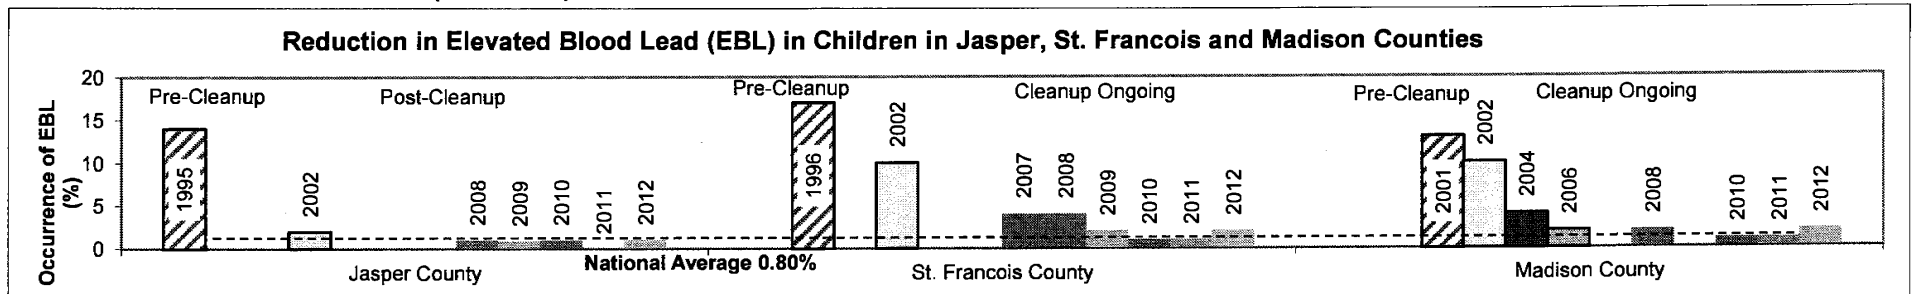 Reduction in Elevated Blood Lead (EBL) in Children in Jasper, St. Francois and Madison Counties
Occurrence of EBL
(%)
20
15
10
5
0
Pre-Cleanup
Post-Cleanup
1995
2002
2008
2009
2010
2011
2012
Jasper County
National Average 0.80%
Pre-Cleanup
Cleanup Ongoing
1996
2002
2007
2008
2009
2010
2011
2012
St. Francois County
Pre-Cleanup
Cleanup Ongoing
2001
2002
2004
2006
2008
2010
2011
2012
Madison County